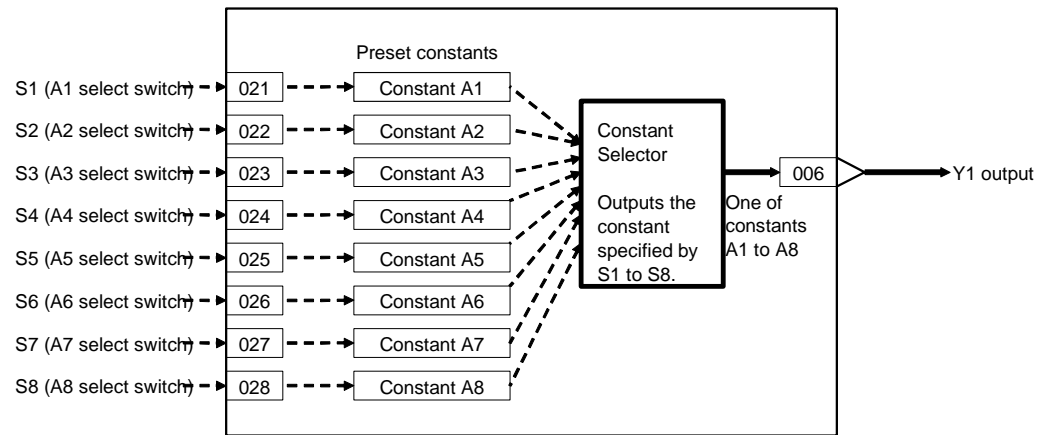 Preset constants
S1 (A1 select switch) 021 Constant A1
S2 (A2 select switch) 022 Constant A2
S3 (A3 select switch) 023 Constant A3
S4 (A4 select switch) 024 Constant A4
S5 (A5 select switch) 025 Constant A5
S6 (A6 select switch) 026 Constant A6
S7 (A7 select switch) 027 Constant A7
S8 (A8 select switch) 028 Constant A8
Constant
Selector
Outputs the
constant
specified by
S1 to S8.
006
One of
constants
A1 to A8
Y1 output